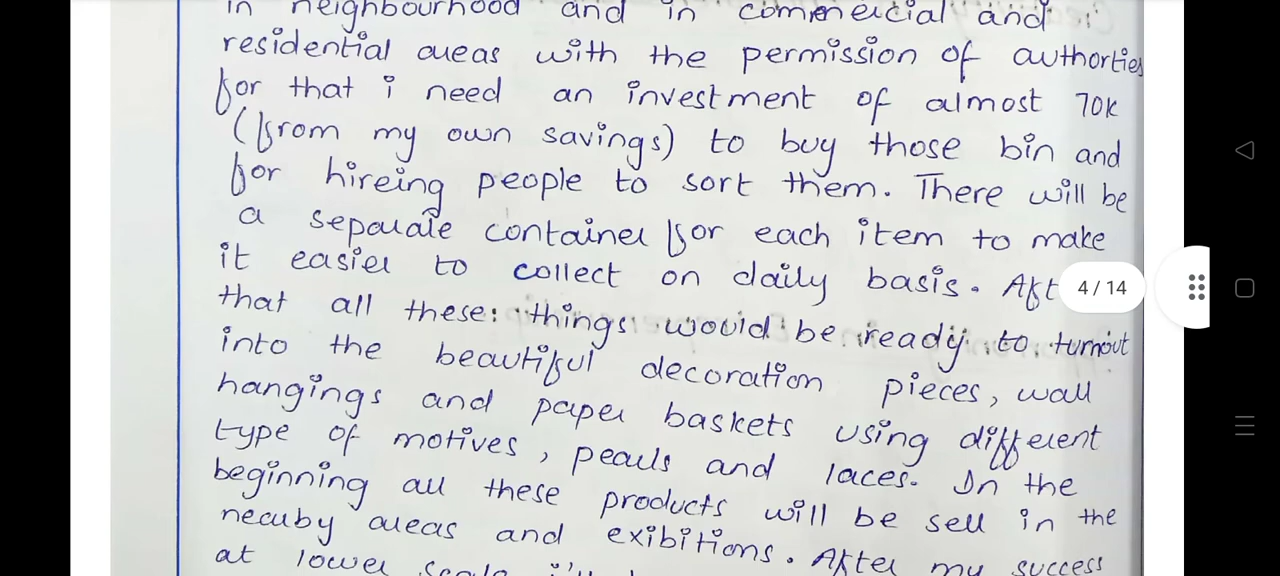 in neighbourhood and in commercial and
residential areas with the permission of authorties
for that i need an investment of almost 70K
(from my own savings) to buy those bin and
for hireing people to sort them. There will be
a separate container for each item to make
it easier to collect on daily basis. Aft
4 / 14
that all these things would be ready to turnout
into the beautiful decoration pieces, wall
hangings and paper baskets using different
type of motives, pearls and laces. In the
beginning all these products will be sell in the
nearby areas and exibitions. After my success
at lower scale i'll